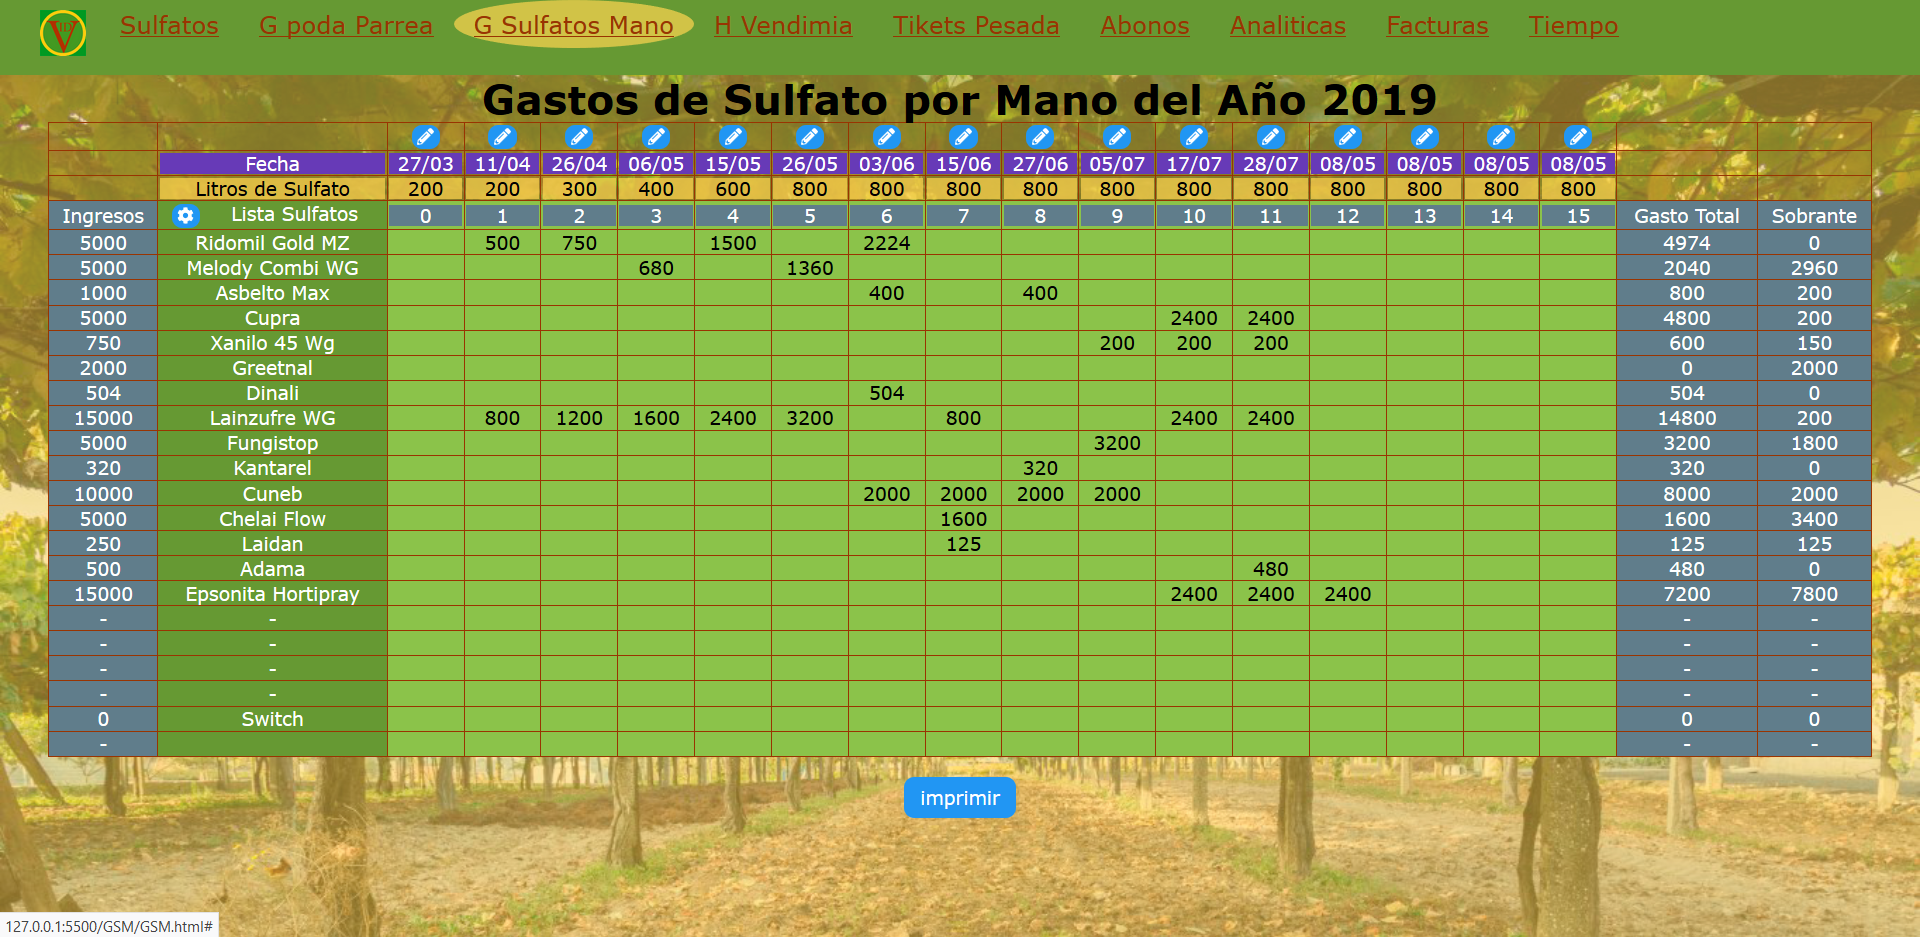 Sulfatos G poda Parrea G Sulfatos Mano H Vendimia Tikets Pesada Abonos Analiticas Facturas Tiempo
Gastos de Sulfato por Mano del Año 2019
Fecha 27/03 11/04 26/04 06/05 15/05 26/05 03/06 15/06 27/06 05/07 17/07 28/07 08/05 08/05 08/05 08/05
Litros de Sulfato 200 200 300 400 600 800 800 800 800 800 800 800 800 800 800 800
Ingresos Lista Sulfatos 0 1 2 3 4 5 6 7 8 9 10 11 12 13 14 15 Gasto Total Sobrante
5000 Ridomil Gold MZ 500 750 1500 2224 4974 0
5000 Melody Combi WG 680 1360 2040 2960
1000 Asbelto Max 400 400 800 200
5000 Cupra 2400 2400 4800 200
750 Xanilo 45 Wg 200 200 200 600 150
2000 Greetnal 0 2000
504 Dinali 504 504 0
15000 Lainzufre WG 800 1200 1600 2400 3200 800 2400 2400 14800 200
5000 Fungistop 3200 3200 1800
320 Kantarel 320 320 0
10000 Cuneb 2000 2000 2000 2000 8000 2000
5000 Chelai Flow 1600 1600 3400
250 Laidan 125 125 125
500 Adama 480 480 0
15000 Epsonita Hortipray 2400 2400 2400 7200 7800
- - - -
- - - -
- - - -
- - - -
0 Switch 0 0
- - -
imprimir
127.0.0.1:5500/GSM/GSM.html#